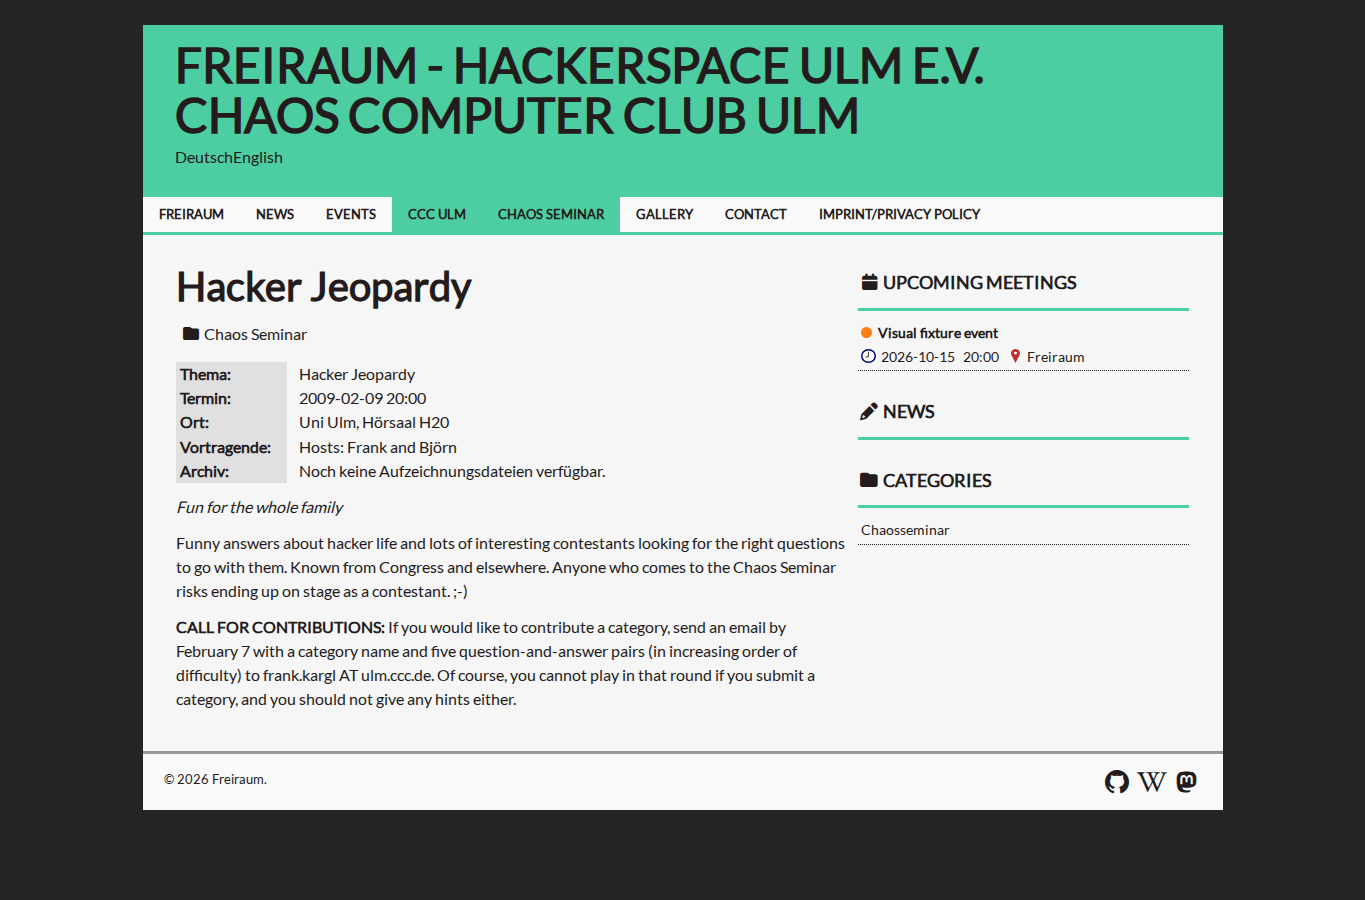 FREIRAUM - HACKERSPACE ULM E.V.
CHAOS COMPUTER CLUB ULM
DeutschEnglish
FREIRAUM NEWS EVENTS CCC ULM CHAOS SEMINAR GALLERY CONTACT IMPRINT/PRIVACY POLICY
Hacker Jeopardy
Chaos Seminar
Thema: Hacker Jeopardy
Termin: 2009-02-09 20:00
Ort: Uni Ulm, Hörsaal H20
Vortragende: Hosts: Frank and Björn
Archiv: Noch keine Aufzeichnungsdateien verfügbar.
Fun for the whole family
Funny answers about hacker life and lots of interesting contestants looking for the right questions
to go with them. Known from Congress and elsewhere. Anyone who comes to the Chaos Seminar
risks ending up on stage as a contestant. ;-)
CALL FOR CONTRIBUTIONS: If you would like to contribute a category, send an email by
February 7 with a category name and five question-and-answer pairs (in increasing order of
difficulty) to frank.kargl AT ulm.ccc.de. Of course, you cannot play in that round if you submit a
category, and you should not give any hints either.
UPCOMING MEETINGS
Visual fixture event
2026-10-15 20:00 Freiraum
NEWS
CATEGORIES
Chaosseminar
© 2026 Freiraum.
W